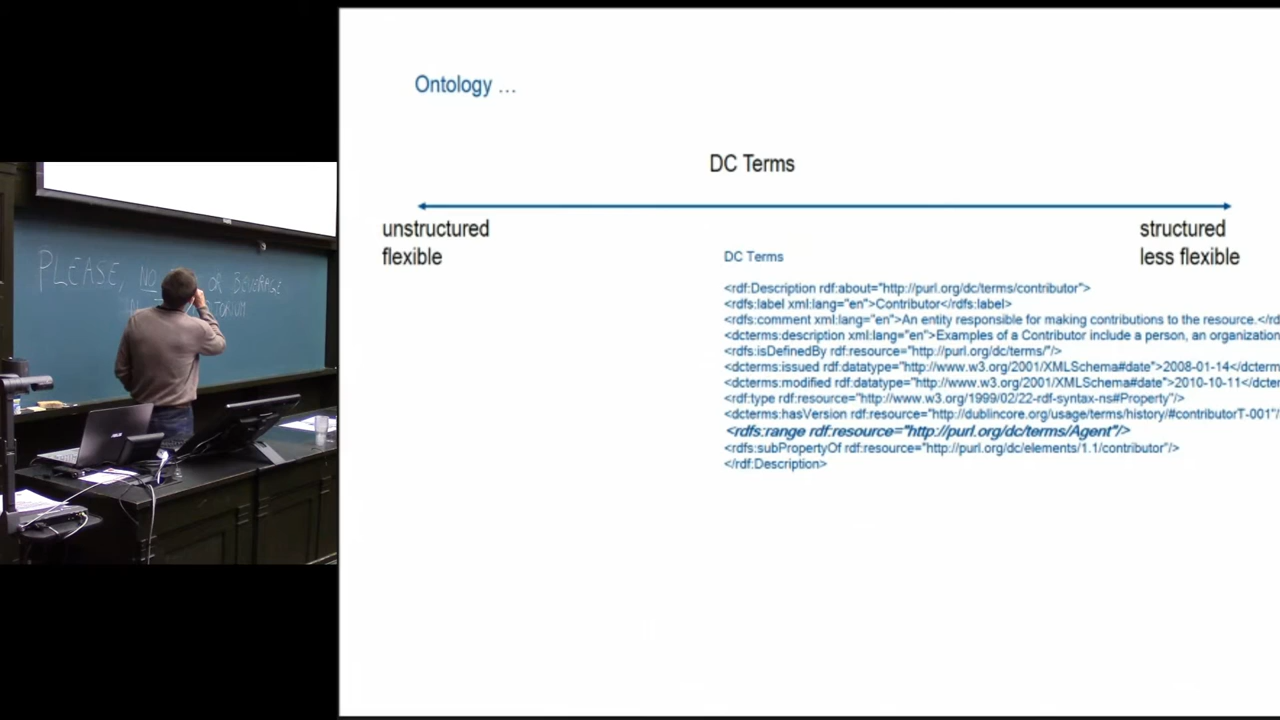 PLEASE, NO OR BEVERAGE
Ontology ...
DC Terms
unstructured
flexible
structured
less flexible
DC Terms
<rdf:Description rdf:about="http://purl.org/dc/terms/contributor">
<rdfs:label xml:lang="en">Contributor</rdfs:label>
<rdfs:comment xml:lang="en">An entity responsible for making contributions to the resource.</rd
<dcterms:description xml:lang="en">Examples of a Contributor include a person, an organization
<rdfs:isDefinedBy rdf:resource="http://purl.org/dc/terms/"/>
<dcterms:issued rdf:datatype="http://www.w3.org/2001/XMLSchema#date">2008-01-14</dcterm
<dcterms:modified rdf:datatype="http://www.w3.org/2001/XMLSchema#date">2010-10-11</dcte
<rdf:type rdf:resource="http://www.w3.org/1999/02/22-rdf-syntax-ns#Property"/>
<dcterms:hasVersion rdf:resource="http://dublincore.org/usage/terms/history/#contributorT-001"/
<rdfs:range rdf:resource="http://purl.org/dc/terms/Agent"/>
<rdfs:subPropertyOf rdf:resource="http://purl.org/dc/elements/1.1/contributor"/>
</rdf:Description>